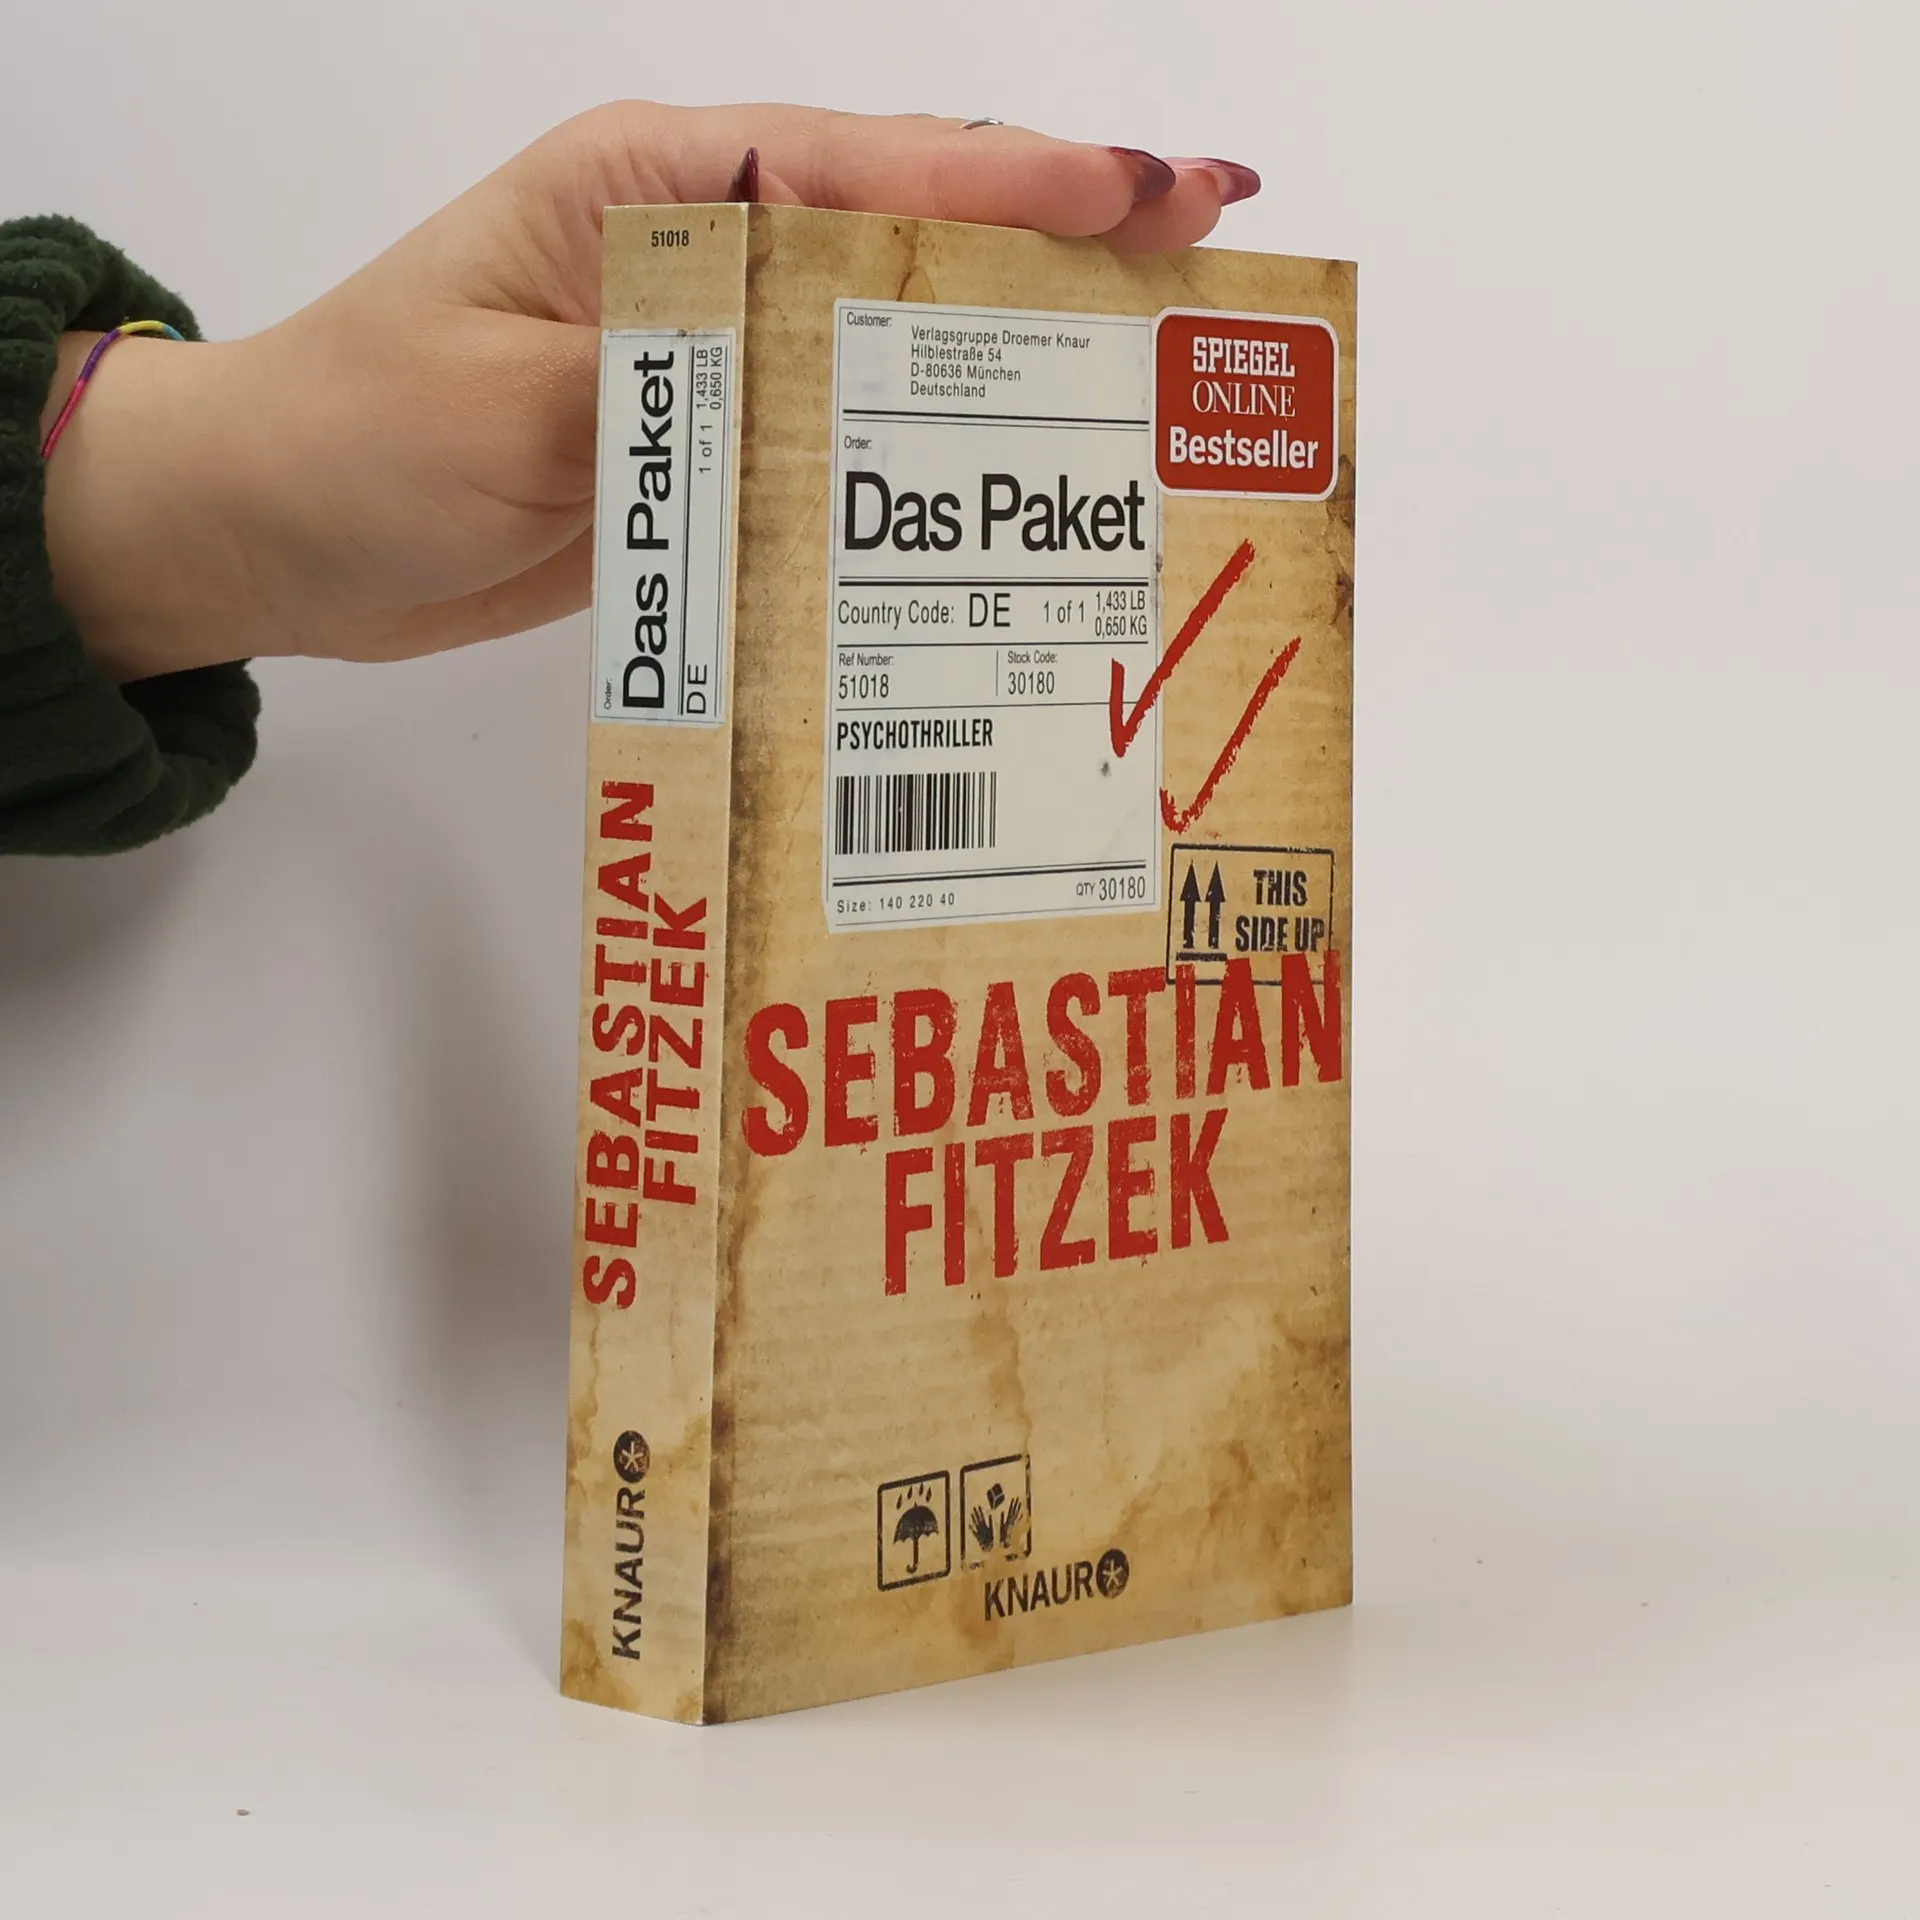 51018
Order:
Das Paket
DE 1 of 1 1,433 LB
0,650 KG
SEBASTIAN
FITZEK
KNAUR
Customer:
Verlagsgruppe Droemer Knaur
Hilblestraße 54
D-80636 München
Deutschland
SPIEGEL
ONLINE
Bestseller
Order:
Das Paket
Country Code: DE 1 of 1 1,433 LB
0,650 KG
Ref Number: Stock Code:
51018 30180
PSYCHOTHRILLER
Size: 140 220 40 QTY 30180
THIS
SIDE UP
SEBASTIAN
FITZEK
KNAUR